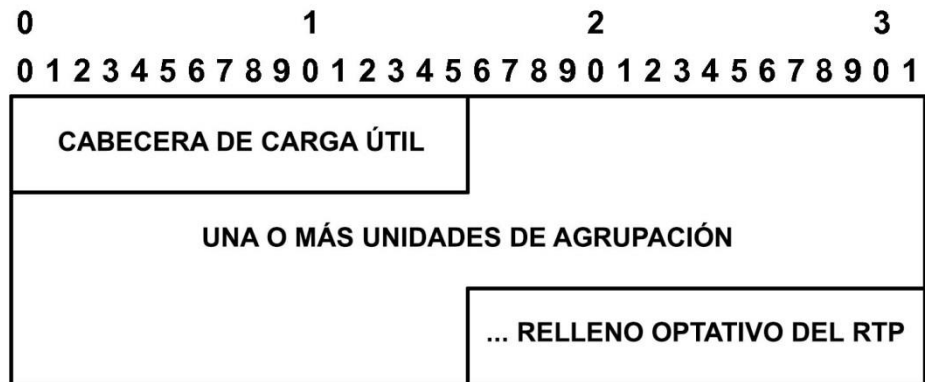 0 1 2 3
0 1 2 3 4 5 6 7 8 9 0 1 2 3 4 5 6 7 8 9 0 1 2 3 4 5 6 7 8 9 0 1
CABECERA DE CARGA ÚTIL
UNA O MÁS UNIDADES DE AGRUPACIÓN
... RELLENO OPTATIVO DEL RTP